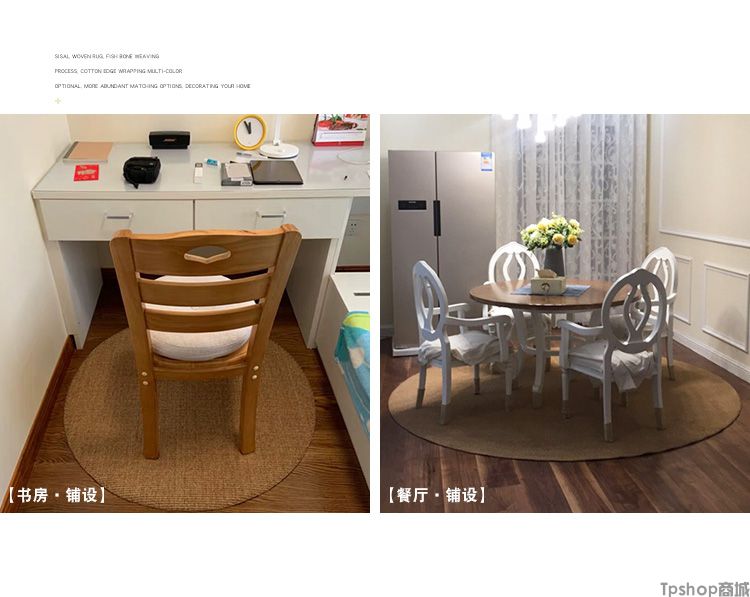 SISAL WOVEN RUG, FISH BONE WEAVING
PROCESS, COTTON EDGE WRAPPING MULTI-COLOR
OPTIONAL, MORE ABUNDANT MATCHING OPTIONS, DECORATING YOUR HOME
【书房·铺设】
【餐厅·铺设】
Tpshop商城